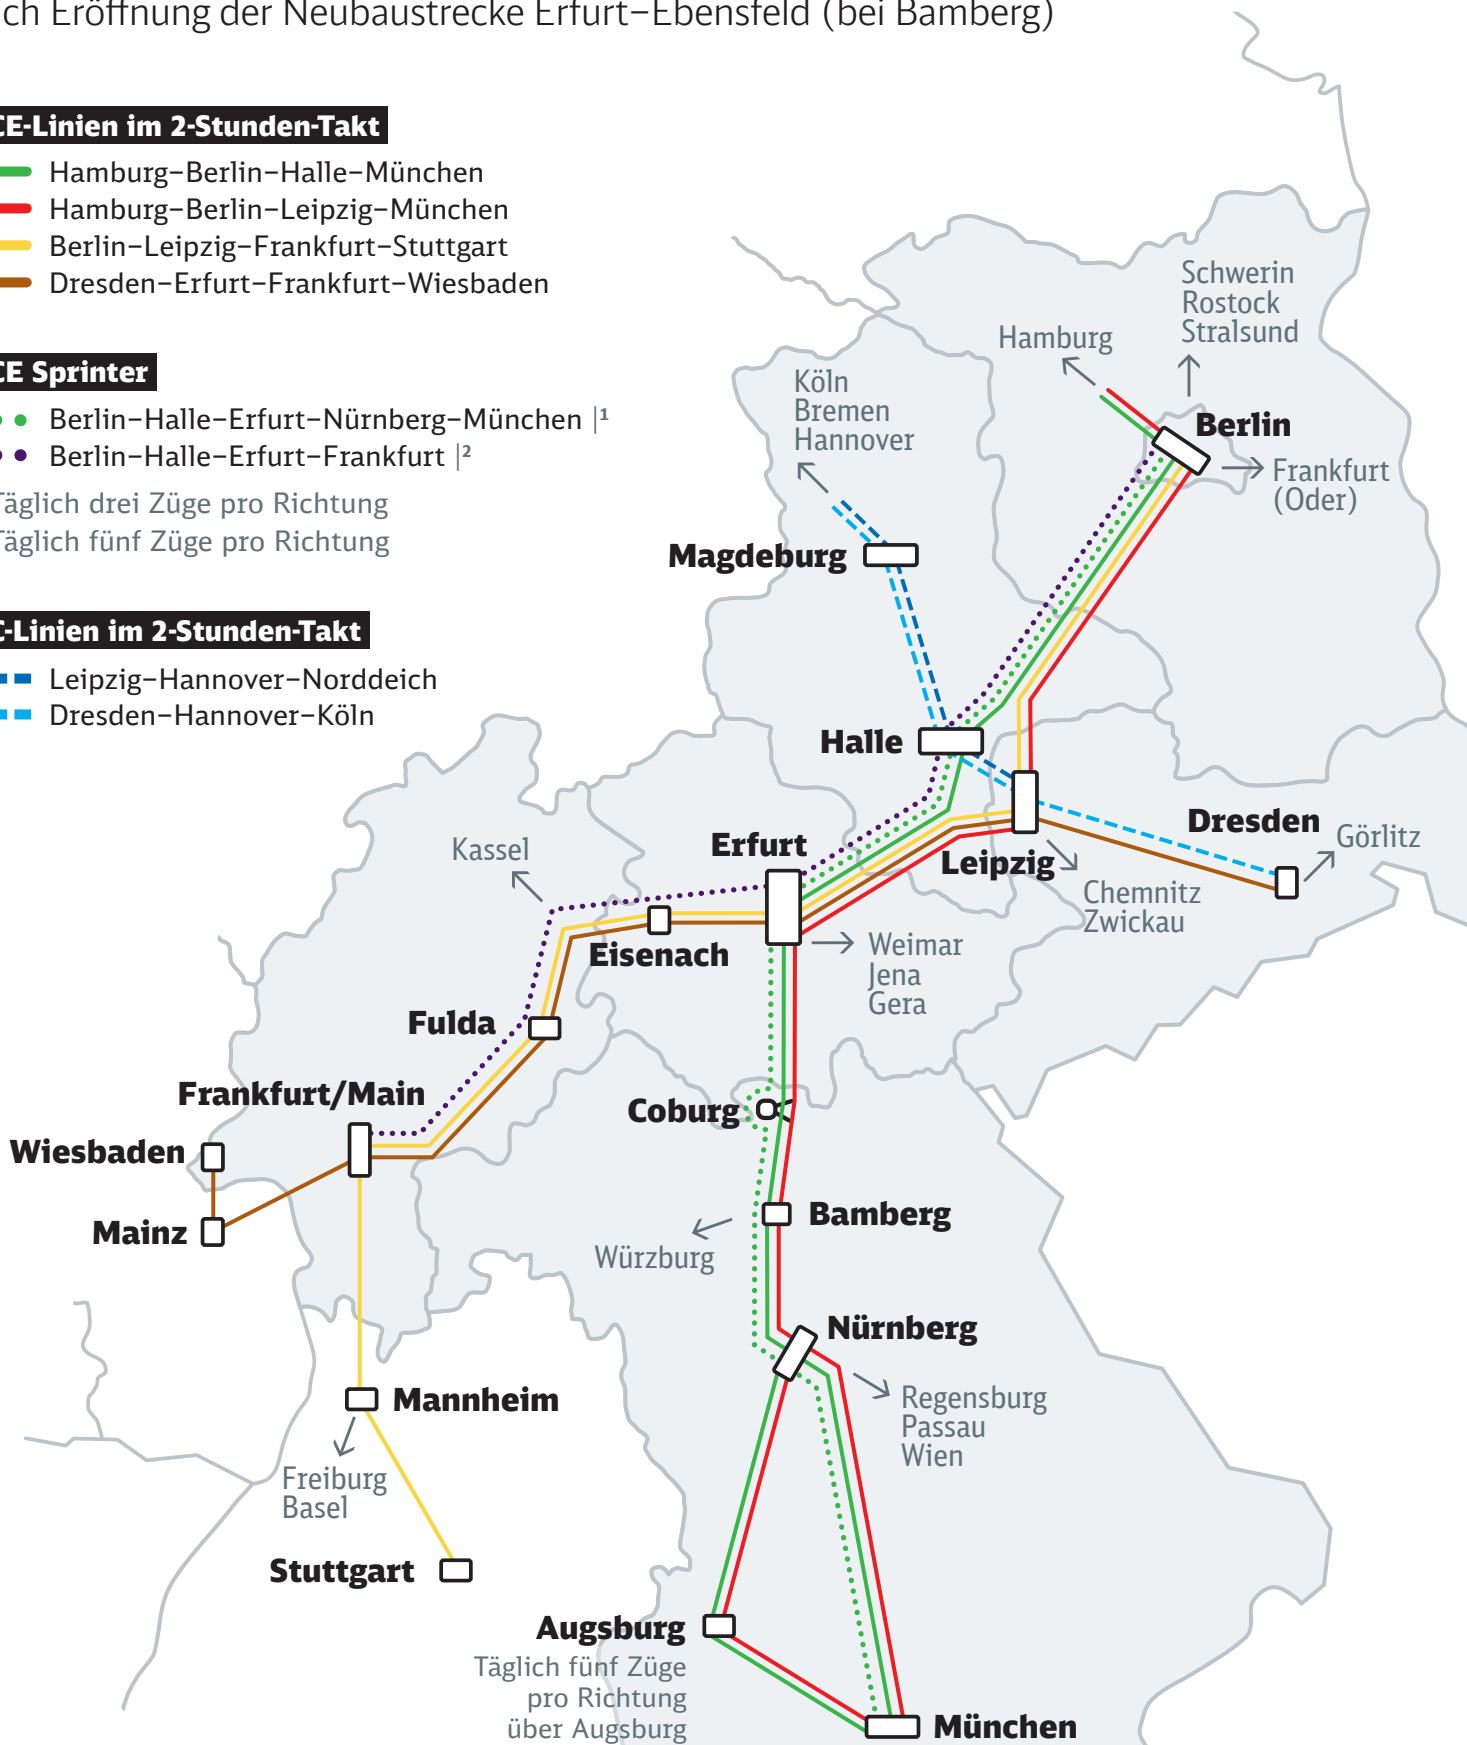 ch Eröffnung der Neubaustrecke Erfurt–Ebensfeld (bei Bamberg)
CE-Linien im 2-Stunden-Takt
Hamburg–Berlin–Halle–München
Hamburg–Berlin–Leipzig–München
Berlin–Leipzig–Frankfurt–Stuttgart
Dresden–Erfurt–Frankfurt–Wiesbaden
CE Sprinter
Berlin–Halle–Erfurt–Nürnberg–München |¹
Berlin–Halle–Erfurt–Frankfurt |²
Täglich drei Züge pro Richtung
Täglich fünf Züge pro Richtung
C-Linien im 2-Stunden-Takt
Leipzig–Hannover–Norddeich
Dresden–Hannover–Köln
Schwerin
Rostock
Stralsund
Hamburg
Köln
Bremen
Hannover
Berlin
Frankfurt
(Oder)
Magdeburg
Halle
Dresden
Görlitz
Erfurt
Kassel
Leipzig
Chemnitz
Zwickau
Eisenach
Weimar
Jena
Gera
Fulda
Frankfurt/Main
Coburg
Wiesbaden
Mainz
Bamberg
Würzburg
Nürnberg
Mannheim
Regensburg
Passau
Wien
Freiburg
Basel
Stuttgart
Augsburg
Täglich fünf Züge
pro Richtung
über Augsburg
München